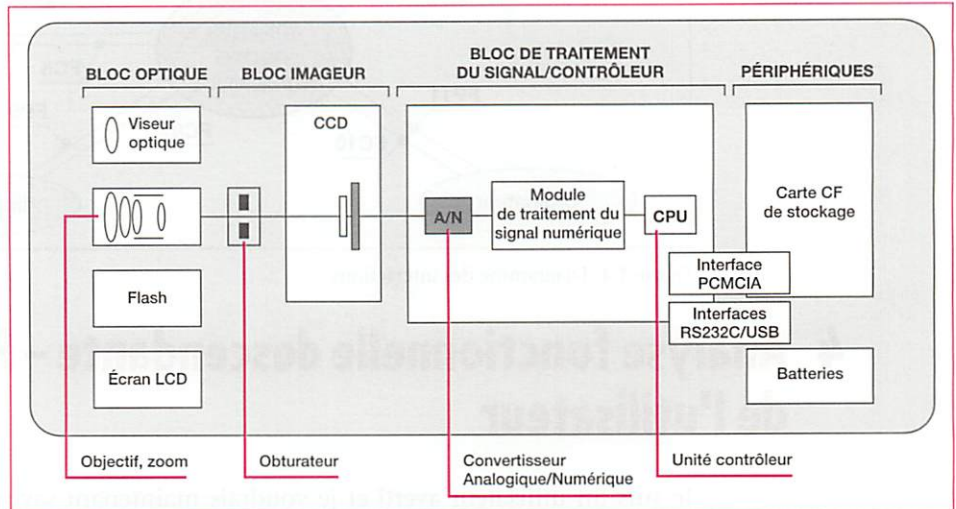 BLOC OPTIQUE
BLOC IMAGEUR
BLOC DE TRAITEMENT
DU SIGNAL/CONTRÔLEUR
PÉRIPHÉRIQUES
Viseur
optique
CCD
A/N
Module
de traitement du
signal numérique
CPU
Carte CF
de stockage
Interface
PCMCIA
Interfaces
RS232C/USB
Flash
Écran LCD
Batteries
Objectif, zoom
Obturateur
Convertisseur
Analogique/Numérique
Unité contrôleur